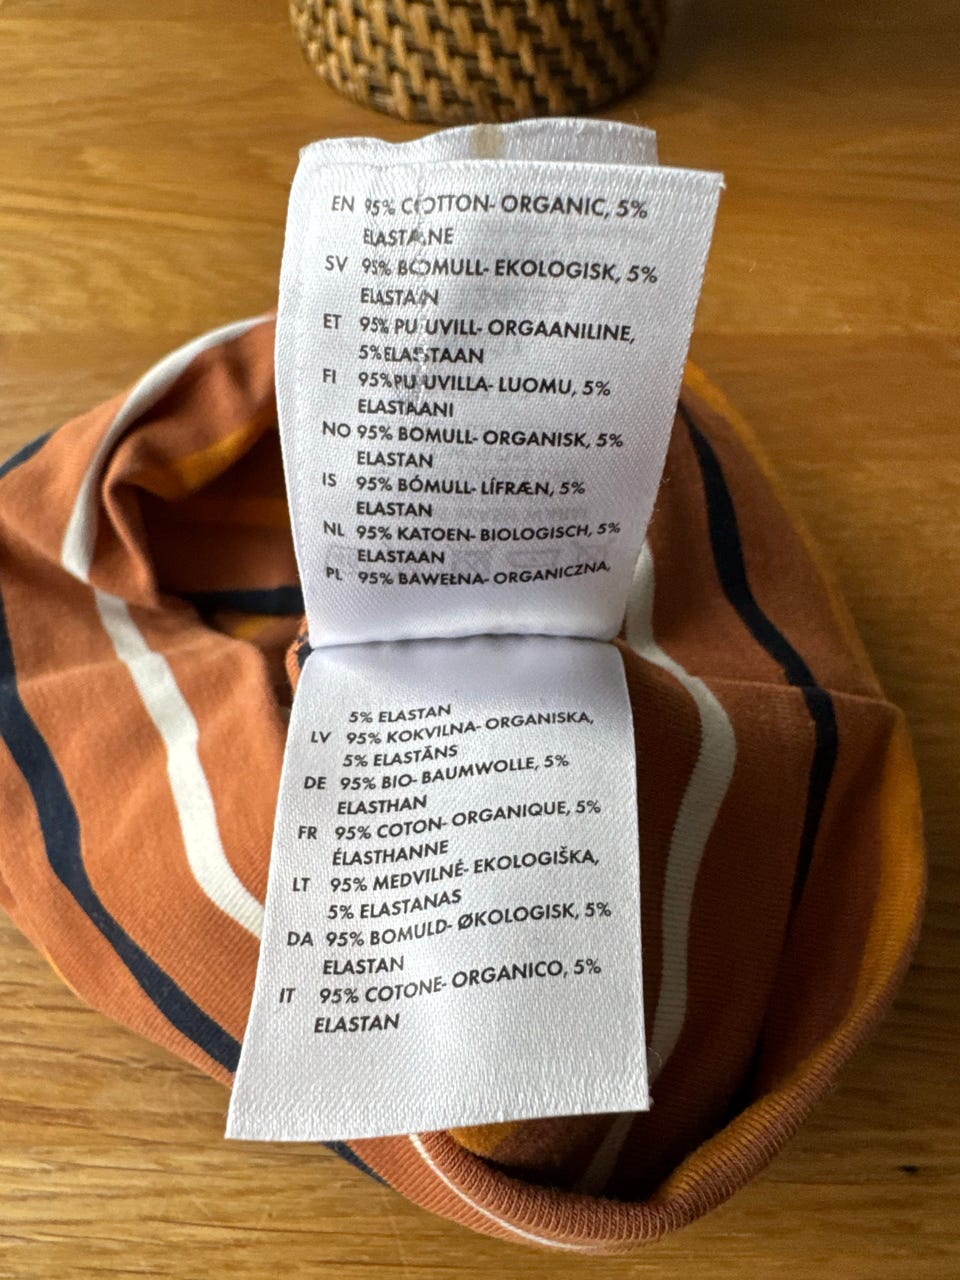 EN 95% COTTON- ORGANIC, 5%
ELASTANE
SV 95% BOMULL- EKOLOGISK, 5%
ELASTAN
ET 95% PUUVILL- ORGAANILINE,
5% ELASTAAN
FI 95% PUUVILLA- LUOMU, 5%
ELASTAANI
NO 95% BOMULL- ORGANISK, 5%
ELASTAN
IS 95% BÓMULL- LÍFRÆN, 5%
ELASTAN
NL 95% KATOEN- BIOLOGISCH, 5%
ELASTAAN
PL 95% BAWEŁNA- ORGANICZNA,
5% ELASTAN
LV 95% KOKVILNA- ORGANISKA,
5% ELASTĀNS
DE 95% BIO- BAUMWOLLE, 5%
ELASTHAN
FR 95% COTON- ORGANIQUE, 5%
ÉLASTHANNE
LT 95% MEDVILNĖ- EKOLOGIŠKA,
5% ELASTANAS
DA 95% BOMULD- ØKOLOGISK, 5%
ELASTAN
IT 95% COTONE- ORGANICO, 5%
ELASTAN